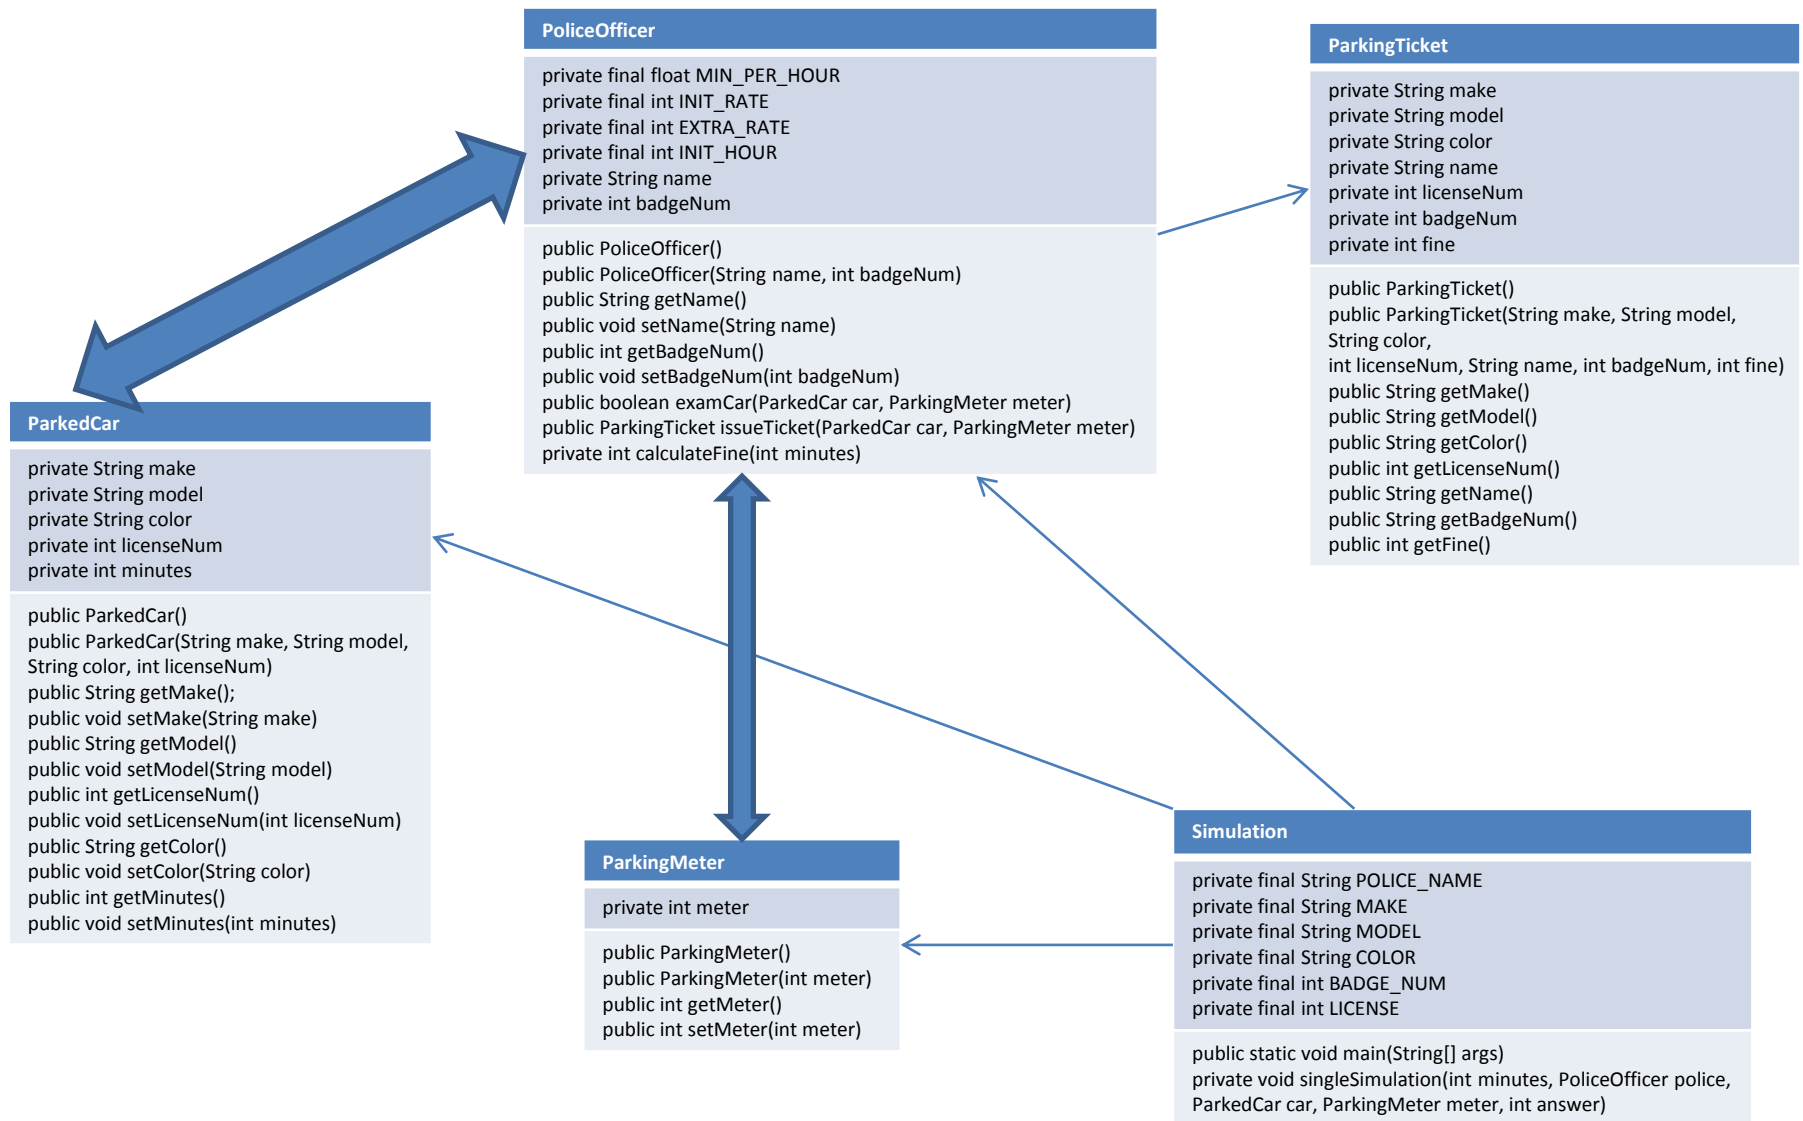 PoliceOfficer
private final float MIN_PER_HOUR
private final int INIT_RATE
private final int EXTRA_RATE
private final int INIT_HOUR
private String name
private int badgeNum
public PoliceOfficer()
public PoliceOfficer(String name, int badgeNum)
public String getName()
public void setName(String name)
public int getBadgeNum()
public void setBadgeNum(int badgeNum)
public boolean examCar(ParkedCar car, ParkingMeter meter)
public ParkingTicket issueTicket(ParkedCar car, ParkingMeter meter)
private int calculateFine(int minutes)
ParkingTicket
private String make
private String model
private String color
private String name
private int licenseNum
private int badgeNum
private int fine
public ParkingTicket()
public ParkingTicket(String make, String model,
String color,
int licenseNum, String name, int badgeNum, int fine)
public String getMake()
public String getModel()
public String getColor()
public int getLicenseNum()
public String getName()
public String getBadgeNum()
public int getFine()
ParkedCar
private String make
private String model
private String color
private int licenseNum
private int minutes
public ParkedCar()
public ParkedCar(String make, String model,
String color, int licenseNum)
public String getMake();
public void setMake(String make)
public String getModel()
public void setModel(String model)
public int getLicenseNum()
public void setLicenseNum(int licenseNum)
public String getColor()
public void setColor(String color)
public int getMinutes()
public void setMinutes(int minutes)
ParkingMeter
private int meter
public ParkingMeter()
public ParkingMeter(int meter)
public int getMeter()
public int setMeter(int meter)
Simulation
private final String POLICE_NAME
private final String MAKE
private final String MODEL
private final String COLOR
private final int BADGE_NUM
private final int LICENSE
public static void main(String[] args)
private void singleSimulation(int minutes, PoliceOfficer police,
ParkedCar car, ParkingMeter meter, int answer)